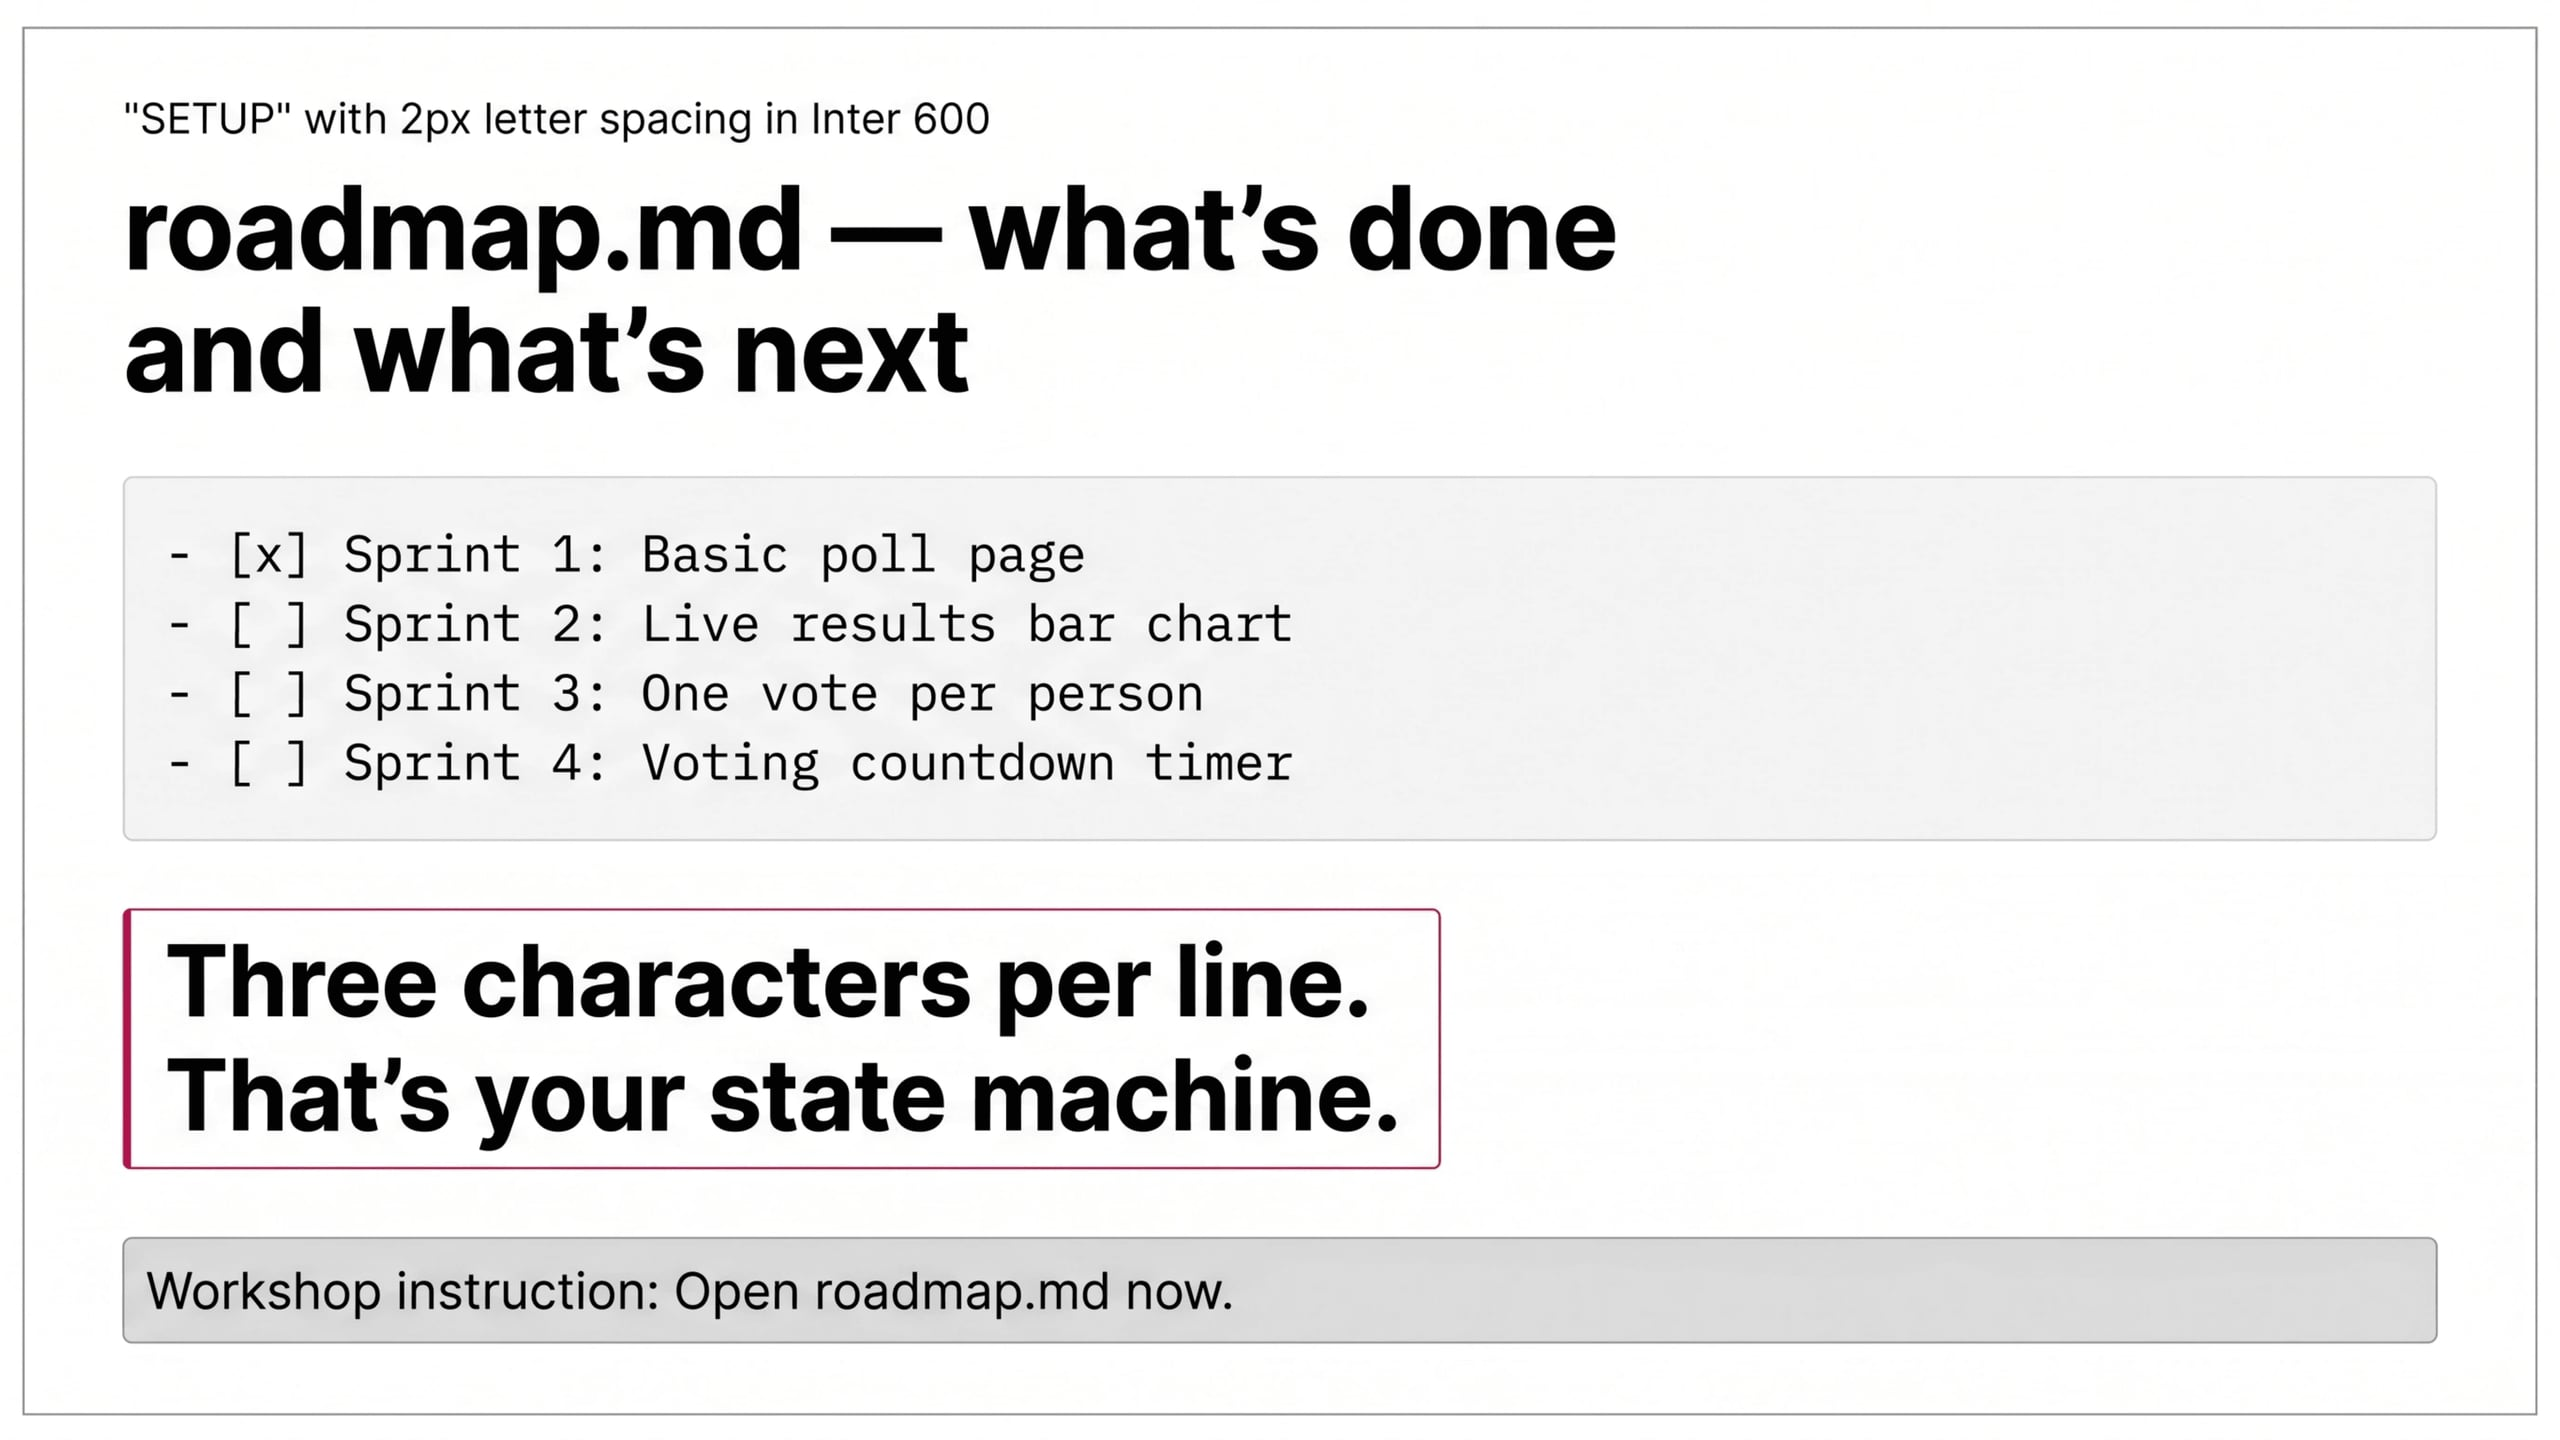 "SETUP" with 2px letter spacing in Inter 600
roadmap.md — what’s done
and what’s next
- [x] Sprint 1: Basic poll page
- [ ] Sprint 2: Live results bar chart
- [ ] Sprint 3: One vote per person
- [ ] Sprint 4: Voting countdown timer
Three characters per line.
That’s your state machine.
Workshop instruction: Open roadmap.md now.